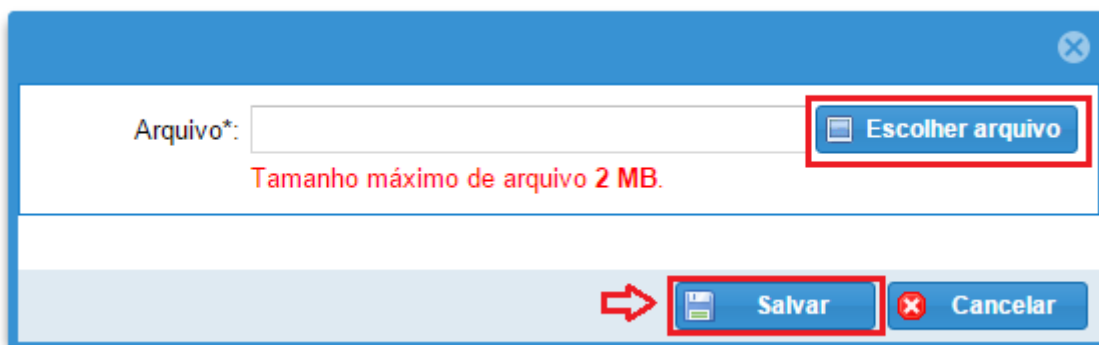 Arquivo*:
Escolher arquivo
Tamanho máximo de arquivo 2 MB.
Salvar
Cancelar